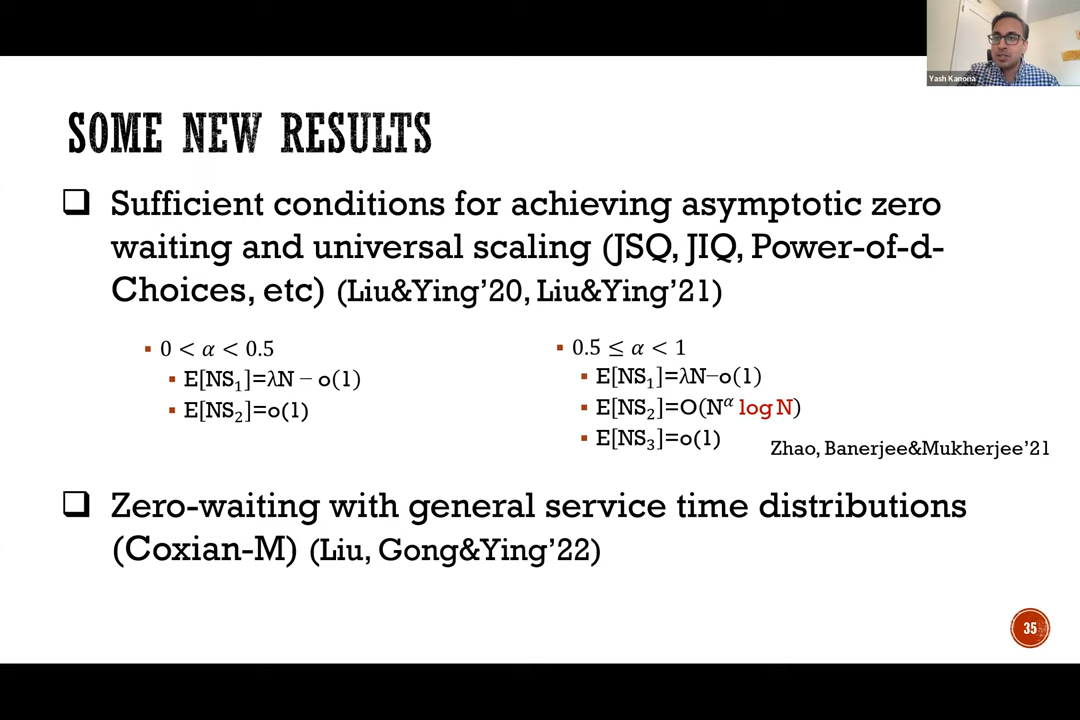 Yash Kanoria
SOME NEW RESULTS
❑ Sufficient conditions for achieving asymptotic zero
waiting and universal scaling (JSQ, JIQ, Power-of-d-
Choices, etc) (Liu&Ying’20, Liu&Ying’21)
▪ 0 < α < 0.5
▪ E[NS₁]=λN − o(1)
▪ E[NS₂]=o(1)
▪ 0.5 ≤ α < 1
▪ E[NS₁]=λN−o(1)
▪ E[NS₂]=O(N^α log N)
▪ E[NS₃]=o(1)
Zhao, Banerjee&Mukherjee’21
❑ Zero-waiting with general service time distributions
(Coxian-M) (Liu, Gong&Ying’22)
35